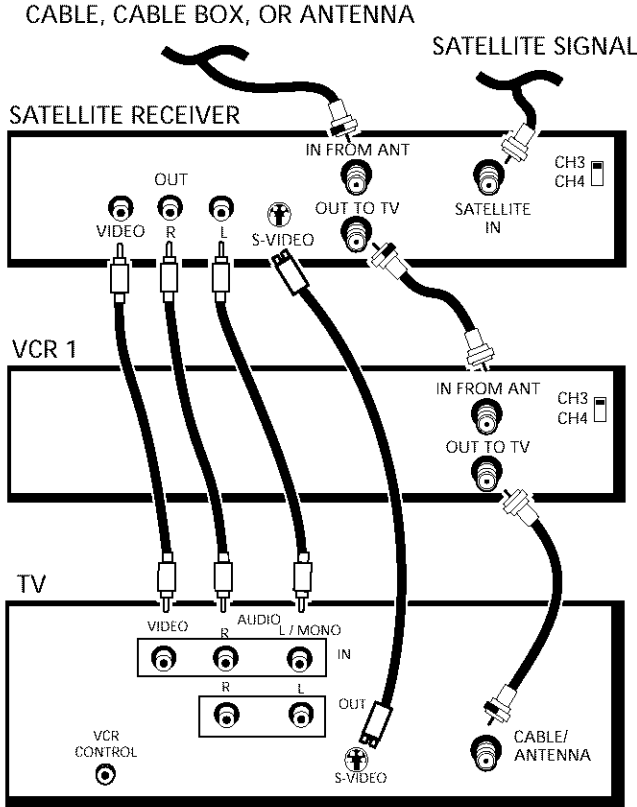 CABLE, CABLE BOX, OR ANTENNA
SATELLITE SIGNAL
SATELLITE RECEIVER
IN FROM ANT
CH3
CH4
OUT
OUT TO TV
SATELLITE
IN
VIDEO
R
L
S-VIDEO
VCR 1
IN FROM ANT
CH3
CH4
OUT TO TV
TV
VIDEO
R
AUDIO
L / MONO
IN
R
L
OUT
VCR
CONTROL
S-VIDEO
CABLE/
ANTENNA